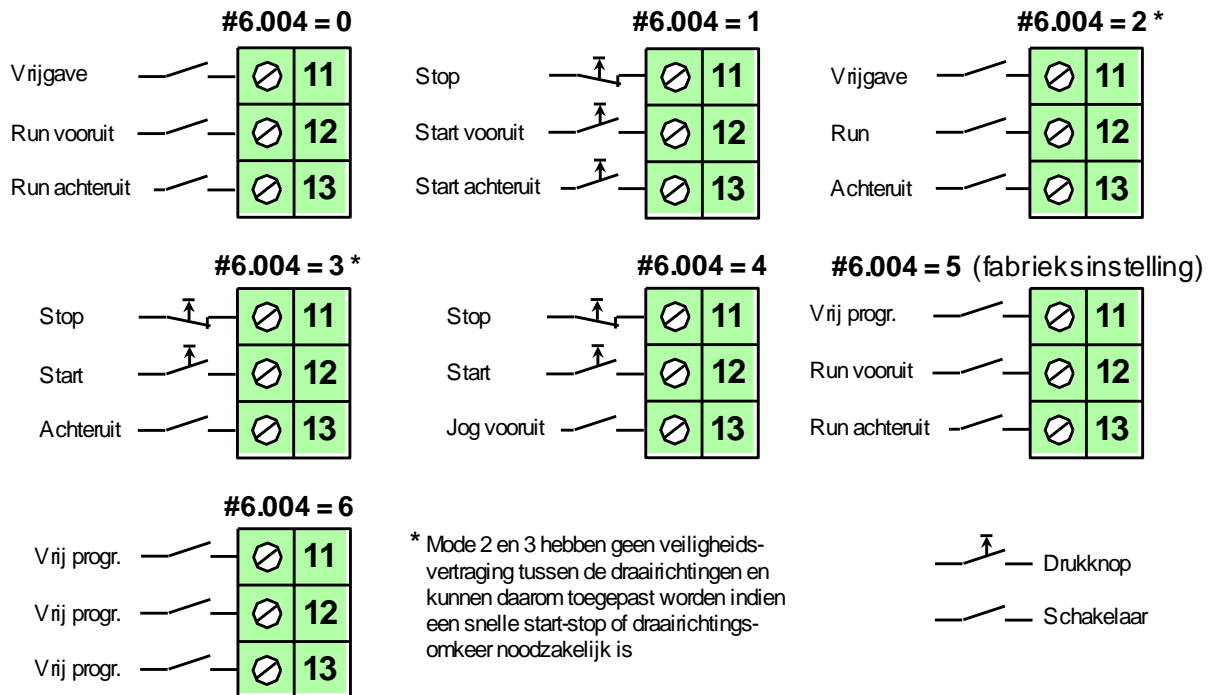 #6.004 = 0
Vrijgave 11
Run vooruit 12
Run achteruit 13
#6.004 = 1
Stop 11
Start vooruit 12
Start achteruit 13
#6.004 = 2 *
Vrijgave 11
Run 12
Achteruit 13
#6.004 = 3 *
Stop 11
Start 12
Achteruit 13
#6.004 = 4
Stop 11
Start 12
Jog vooruit 13
#6.004 = 5 (fabrieksinstelling)
Vrij progr. 11
Run vooruit 12
Run achteruit 13
#6.004 = 6
Vrij progr. 11
Vrij progr. 12
Vrij progr. 13
* Mode 2 en 3 hebben geen veiligheids-
vertraging tussen de draairichtingen en
kunnen daarom toegepast worden indien
een snelle start-stop of draairichtings-
omkeer noodzakelijk is
Drukknop
Schakelaar